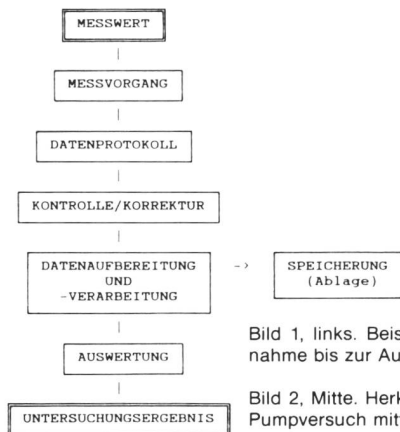 MESSWERT
MESSVORGANG
DATENPROTOKOLL
KONTROLLE/KORREKTUR
DATENAUFBEREITUNG
UND
-VERARBEITUNG
->
SPEICHERUNG
(Ablage)
AUSWERTUNG
UNTERSUCHUNGSERGEBNIS
Bild 1, links. Beis
nahme bis zur Au
Bild 2, Mitte. Herk
Pumpversuch mit